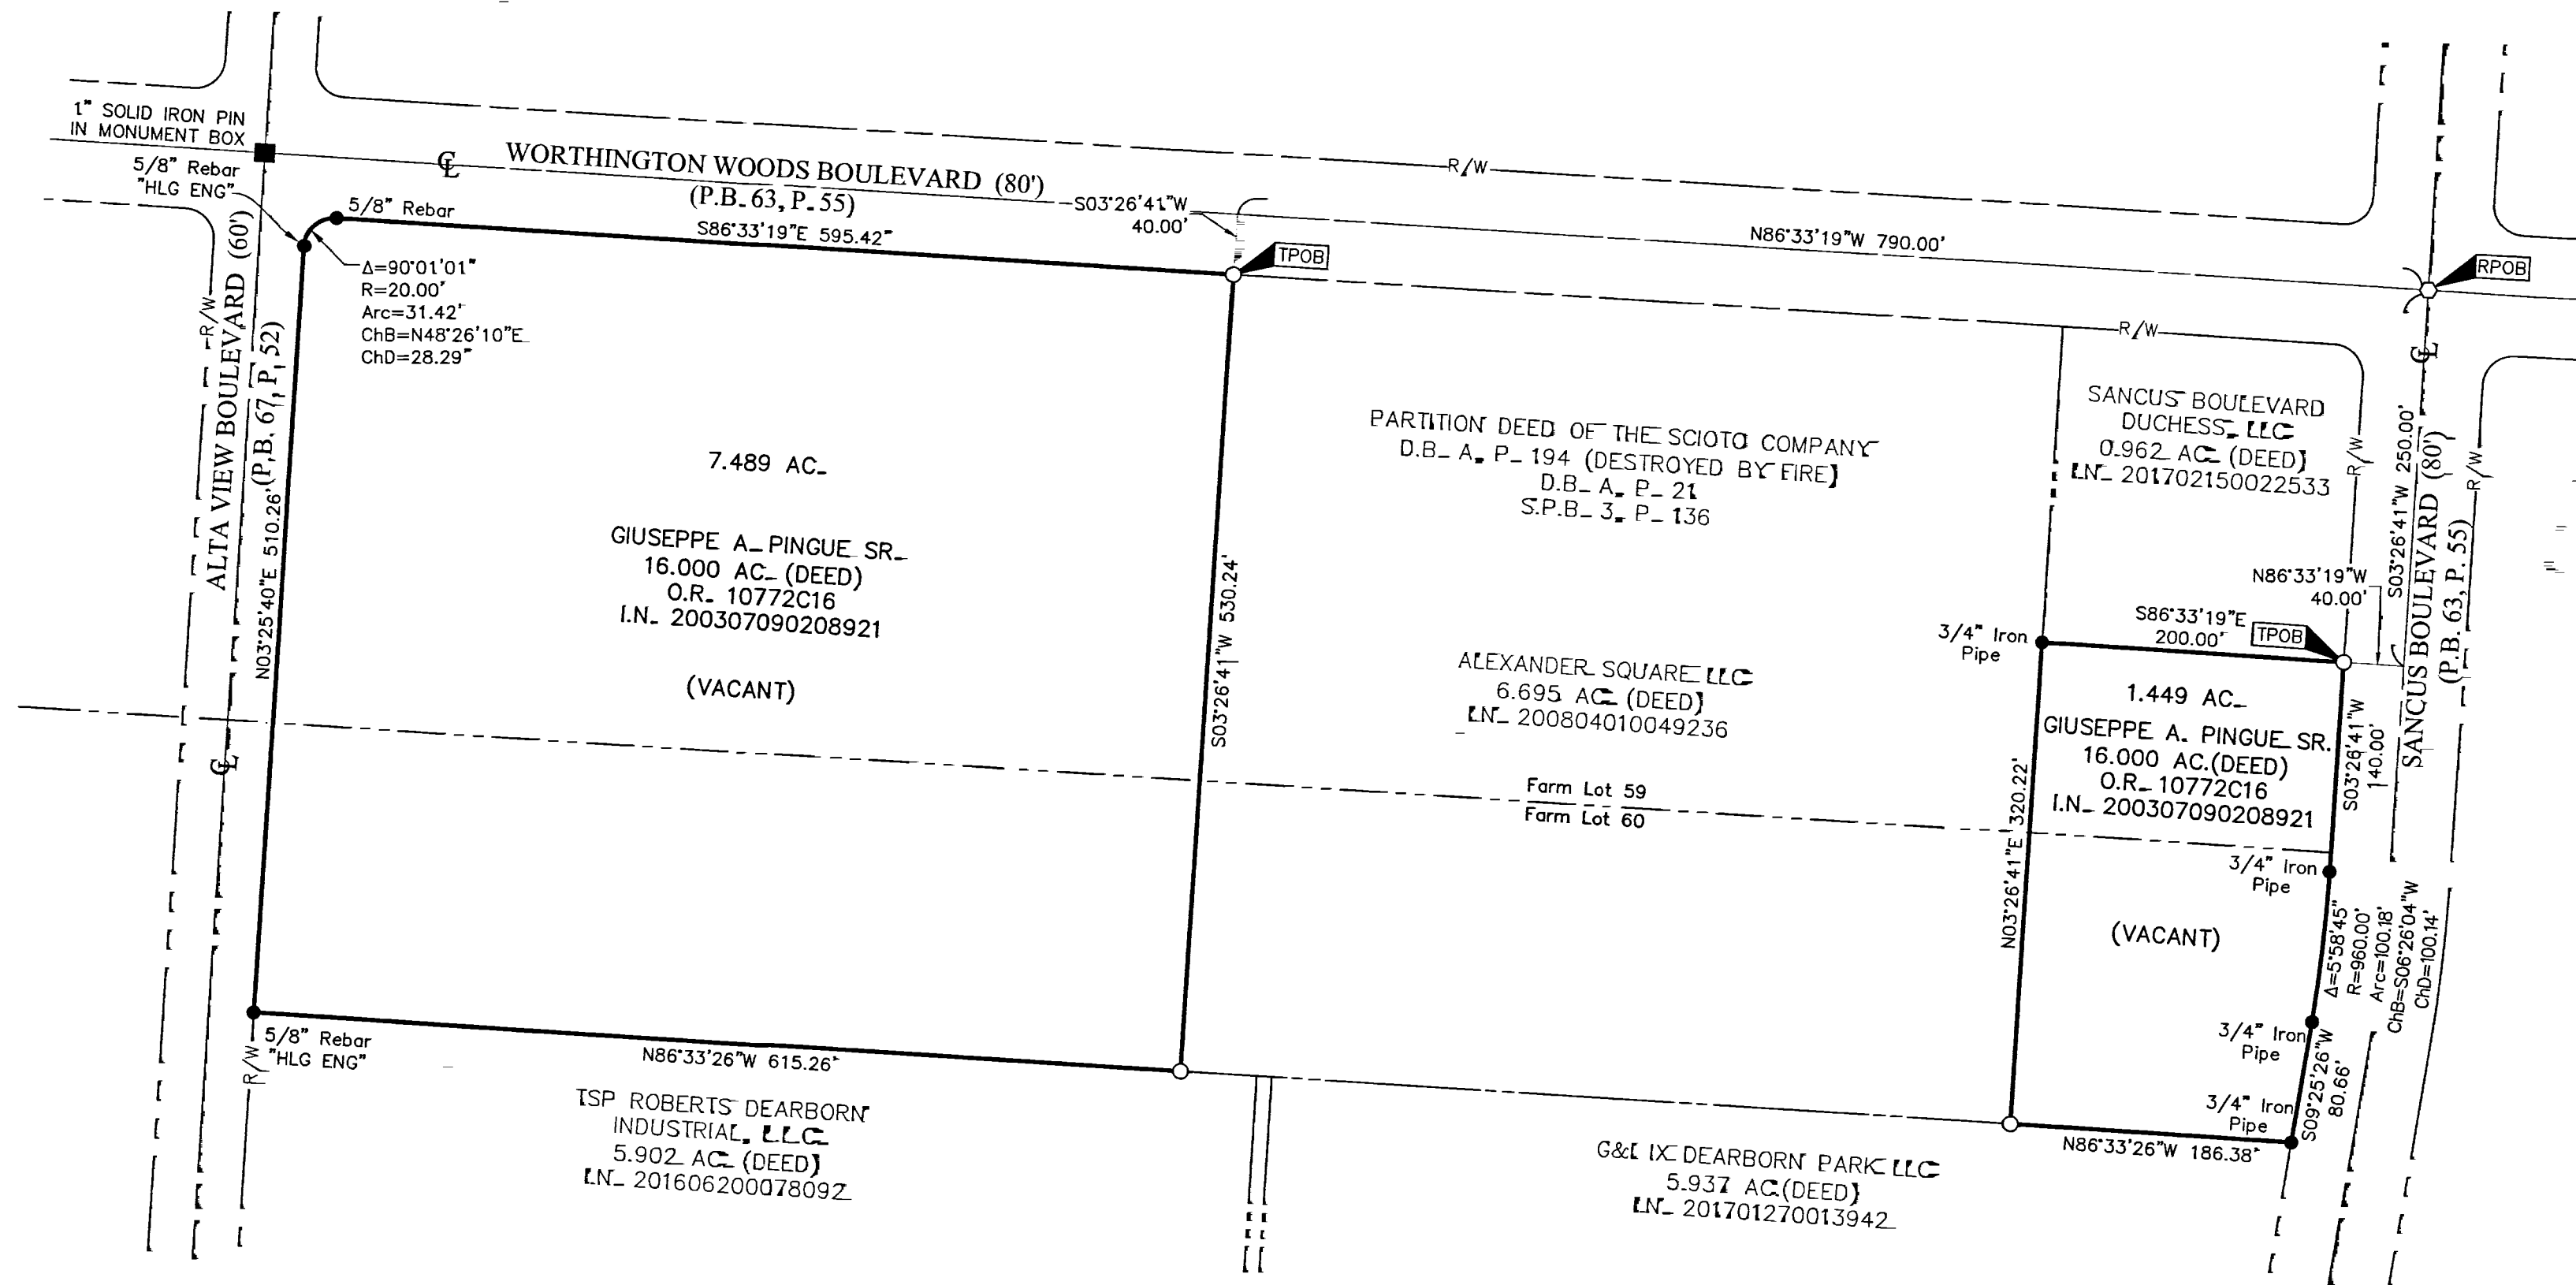 1" SOLID IRON PIN
IN MONUMENT BOX
5/8" Rebar
"HLG ENG"
5/8" Rebar
℄
WORTHINGTON WOODS BOULEVARD (80')
(P.B. 63, P. 55)
S86°33'19"E 595.42'
S03°26'41"W
40.00'
TPOB
R/W
N86°33'19"W 790.00'
RPOB
R/W
Δ=90°01'01"
R=20.00'
Arc=31.42'
ChB=N48°26'10"E
ChD=28.29'
R/W
ALTA VIEW BOULEVARD (60')
(P.B. 67, P. 52)
N03°25'40"E 510.26'
℄
7.489 AC.
GIUSEPPE A. PINGUE SR.
16.000 AC. (DEED)
O.R. 10772C16
I.N. 200307090208921
(VACANT)
S03°26'41"W 530.24'
PARTITION DEED OF THE SCIOTO COMPANY
D.B. A, P. 194 (DESTROYED BY FIRE)
D.B. A, P. 21
S.P.B. 3, P. 136
ALEXANDER SQUARE LLC
6.695 AC. (DEED)
I.N. 200804010049236
Farm Lot 59
Farm Lot 60
SANCUS BOULEVARD
DUCHESS, LLC
0.962 AC. (DEED)
I.N. 201702150022533
R/W
℄
S03°26'41"W 250.00'
SANCUS BOULEVARD (80')
(P.B. 63, P. 55)
R/W
N86°33'19"W
40.00'
S86°33'19"E
200.00'
TPOB
3/4" Iron
Pipe
1.449 AC.
GIUSEPPE A. PINGUE SR.
16.000 AC.(DEED)
O.R. 10772C16
I.N. 200307090208921
S03°26'41"W
140.00'
N03°26'41"E 320.22'
3/4" Iron
Pipe
(VACANT)
Δ=5°58'45"
R=960.00'
Arc=100.18'
ChB=S06°26'04"W
ChD=100.14'
3/4" Iron
Pipe
S09°25'26"W
80.66'
3/4" Iron
Pipe
N86°33'26"W 186.38'
5/8" Rebar
"HLG ENG"
R/W
N86°33'26"W 615.26'
TSP ROBERTS DEARBORN
INDUSTRIAL, LLC
5.902 AC. (DEED)
I.N. 201606200078092
G&I IX DEARBORN PARK LLC
5.937 AC.(DEED)
I.N. 201701270013942